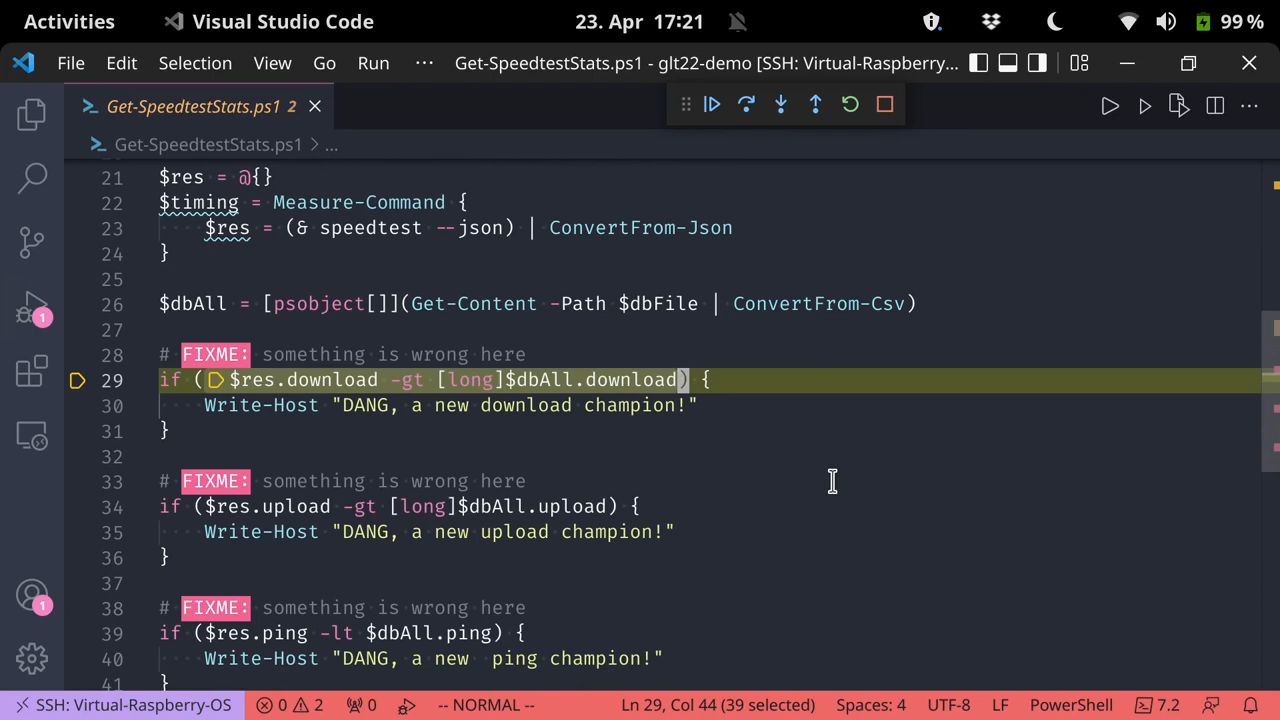 Activities
Visual Studio Code
23. Apr 17:21
99 %
File Edit Selection View Go Run ···
Get-SpeedtestStats.ps1 - glt22-demo [SSH: Virtual-Raspberry-...
Get-SpeedtestStats.ps1 2
Get-SpeedtestStats.ps1 > ...
21 $res = @{}
22 $timing = Measure-Command {
23 $res = (& speedtest --json) | ConvertFrom-Json
24 }
25
26 $dbAll = [psobject[]](Get-Content -Path $dbFile | ConvertFrom-Csv)
27
28 # FIXME: something is wrong here
29 if ($res.download -gt [long]$dbAll.download) {
30 Write-Host "DANG, a new download champion!"
31 }
32
33 # FIXME: something is wrong here
34 if ($res.upload -gt [long]$dbAll.upload) {
35 Write-Host "DANG, a new upload champion!"
36 }
37
38 # FIXME: something is wrong here
39 if ($res.ping -lt $dbAll.ping) {
40 Write-Host "DANG, a new  ping champion!"
41 }
1
1
SSH: Virtual-Raspberry-OS 0 2 0 -- NORMAL -- Ln 29, Col 44 (39 selected) Spaces: 4 UTF-8 LF PowerShell 7.2